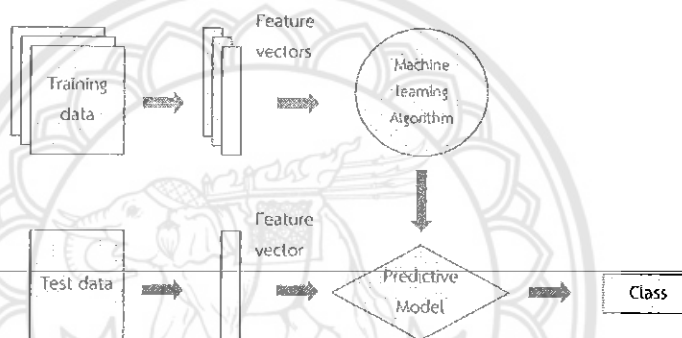 Feature
vectors
Training
data
Machine
Learning
Algorithm
Feature
vector
Test data
Predictive
Model
Class